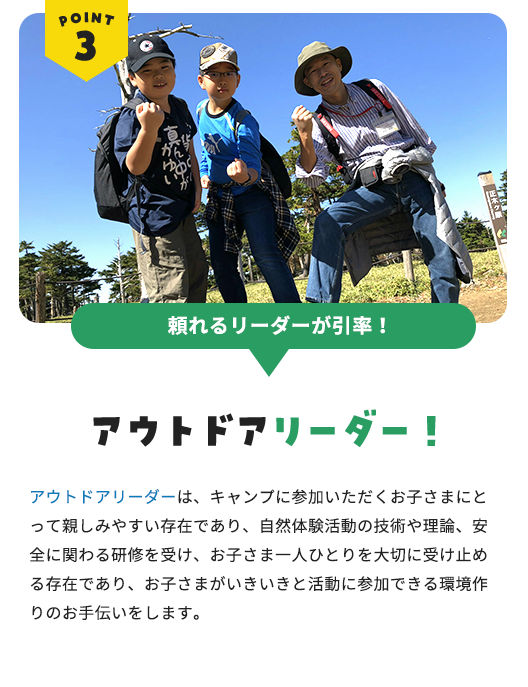 POINT
3
頼れるリーダーが引率！
アウトドアリーダー！
アウトドアリーダーは、キャンプに参加いただくお子さまにと
って親しみやすい存在であり、自然体験活動の技術や理論、安
全に関わる研修を受け、お子さま一人ひとりを大切に受け止め
る存在であり、お子さまがいきいきと活動に参加できる環境作
りのお手伝いをします。